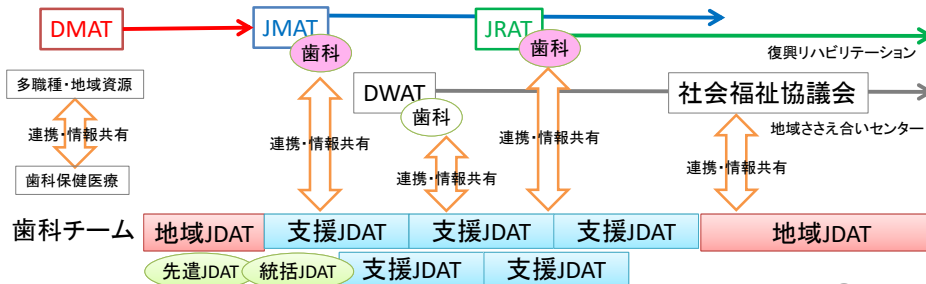 DMAT
JMAT
歯科
JRAT
歯科
復興リハビリテーション
多職種・地域資源
連携・情報共有
歯科保健医療
DWAT
歯科
社会福祉協議会
地域ささえ合いセンター
連携・情報共有
連携・情報共有
連携・情報共有
連携・情報共有
歯科チーム
地域JDAT
支援JDAT
支援JDAT
支援JDAT
地域JDAT
先遣JDAT
統括JDAT
支援JDAT
支援JDAT